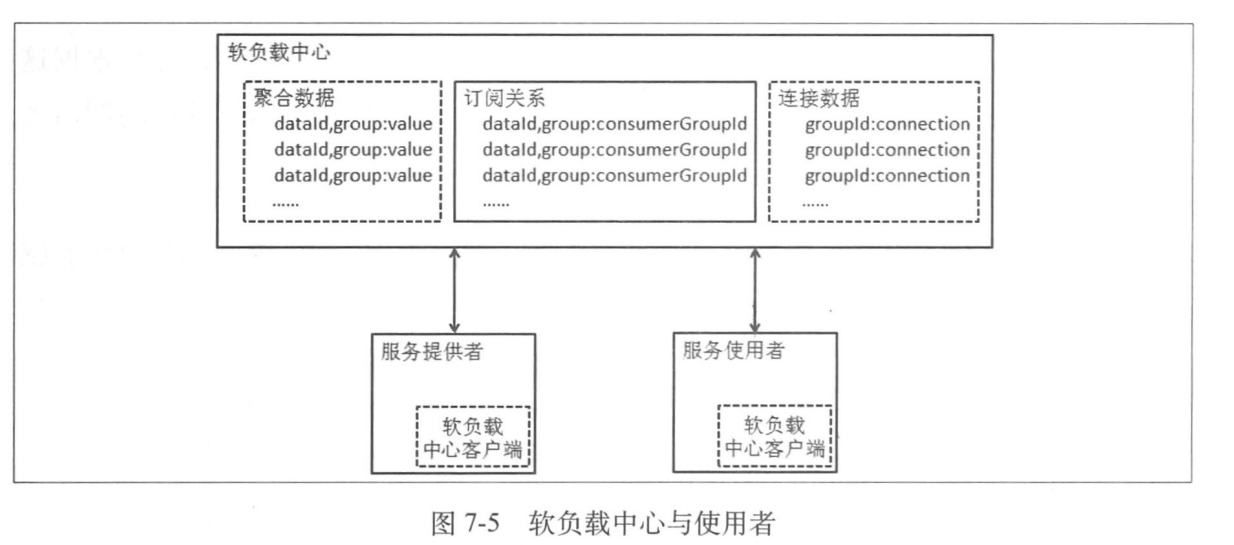 软负载中心
聚合数据
dataId,group:value
dataId,group:value
dataId,group:value
......
订阅关系
dataId,group:consumerGroupId
dataId,group:consumerGroupId
dataId,group:consumerGroupId
......
连接数据
groupId:connection
groupId:connection
groupId:connection
......
服务提供者
软负载
中心客户端
服务使用者
软负载
中心客户端
图 7-5 软负载中心与使用者